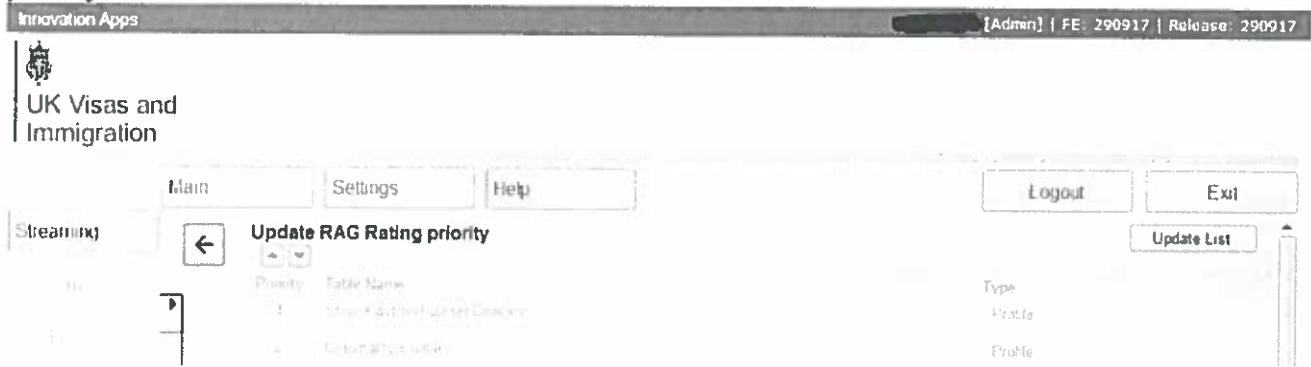 Innovation Apps [Admin] | FE: 290917 | Release: 290917
UK Visas and
Immigration
Main Settings Help Logout Exit
Streaming
Update RAG Rating priority Update List
Priority Table Name Type
1 Profile
Profile